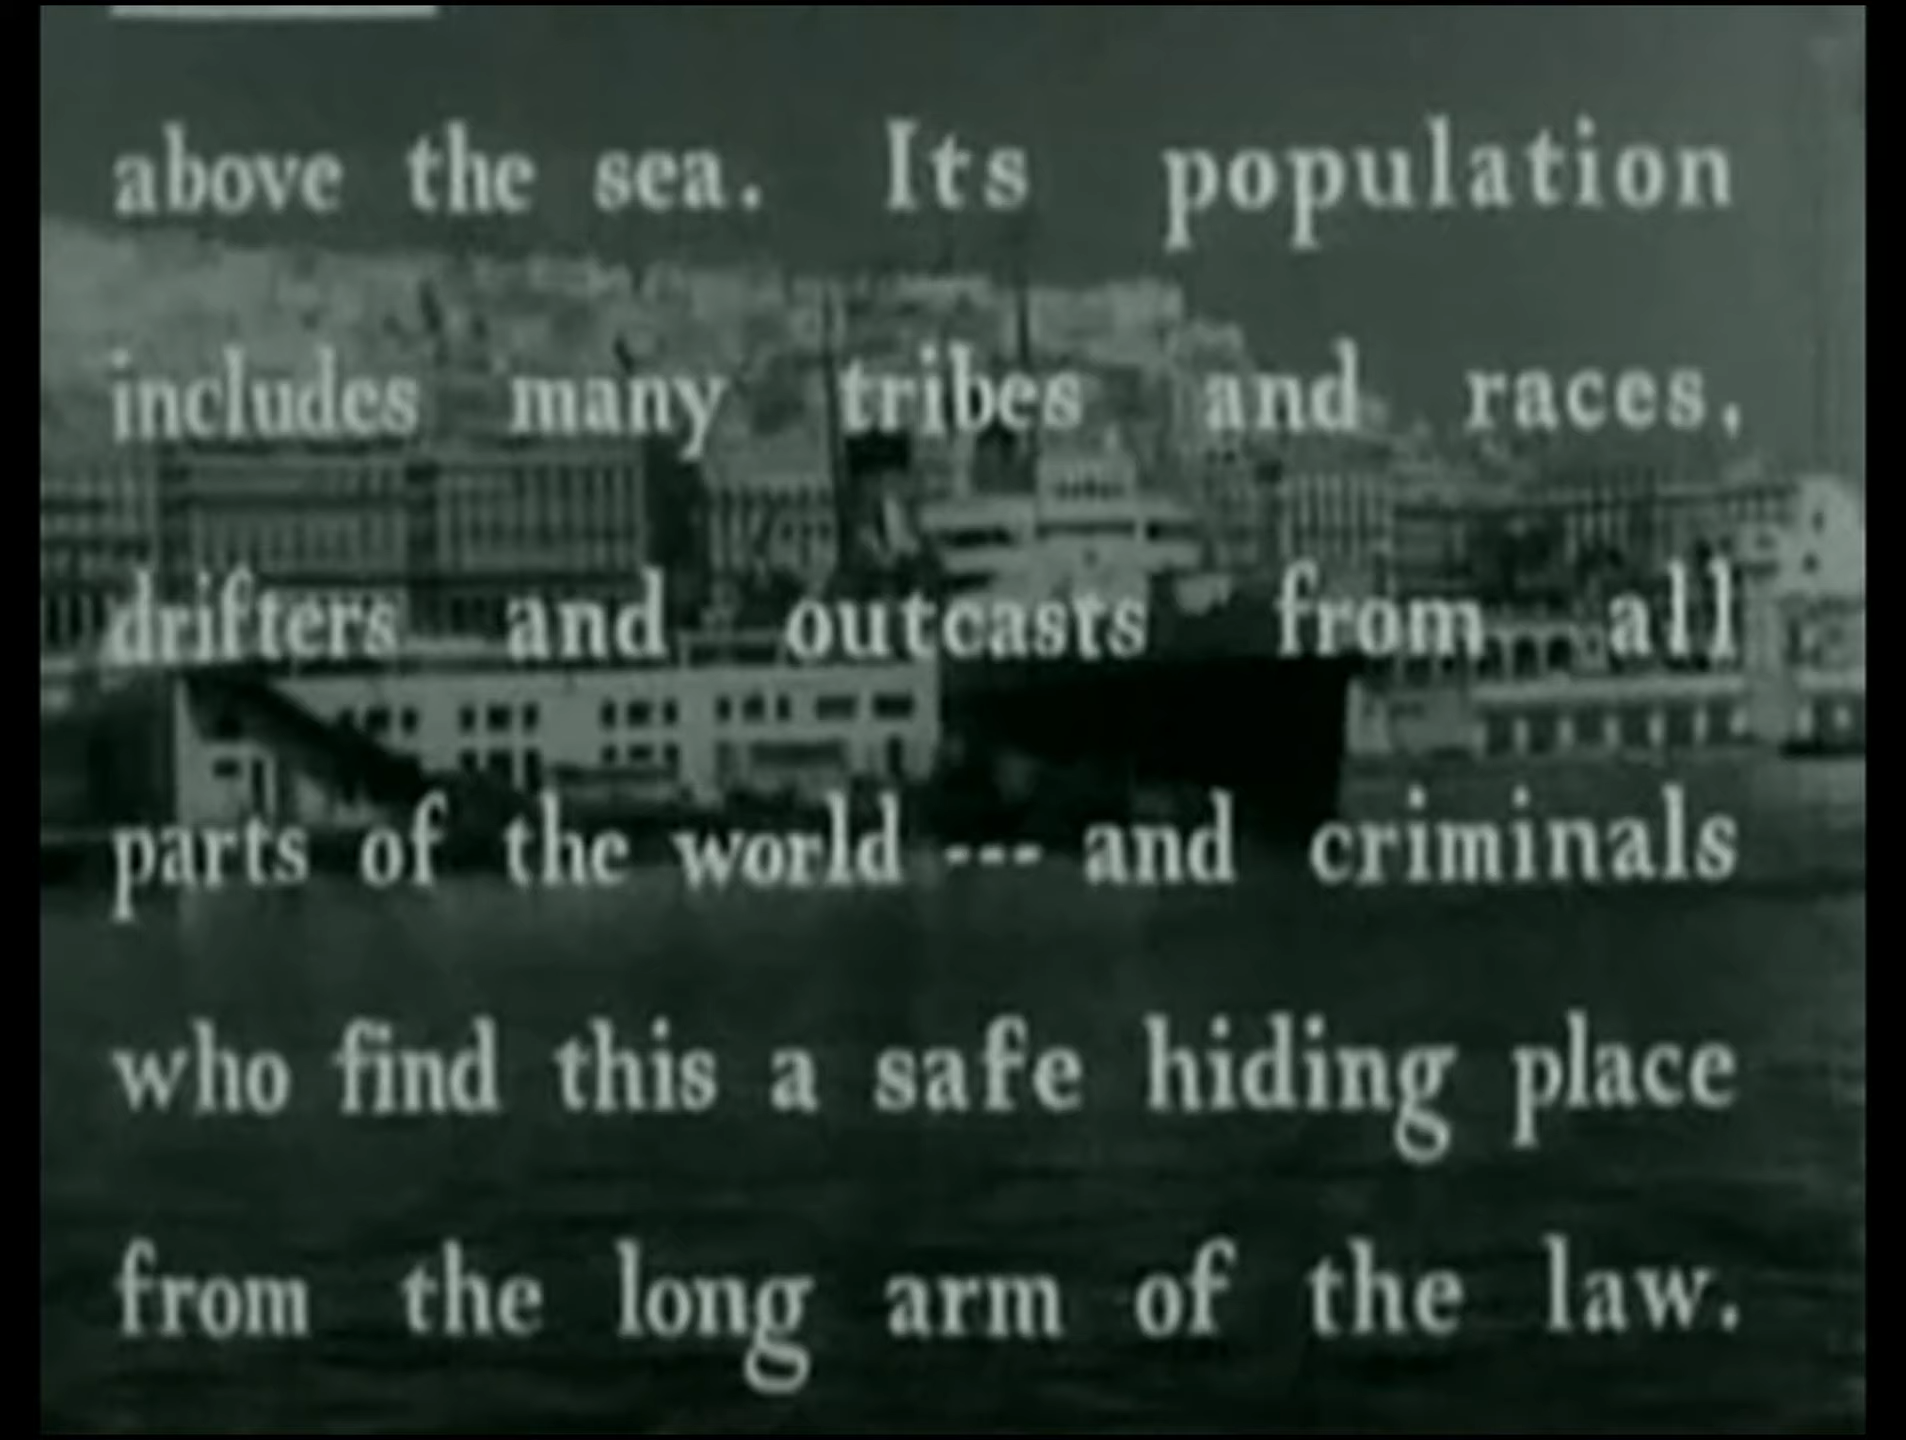 above the sea. Its population
includes many tribes and races,
drifters and outcasts from all
parts of the world --- and criminals
who find this a safe hiding place
from the long arm of the law.